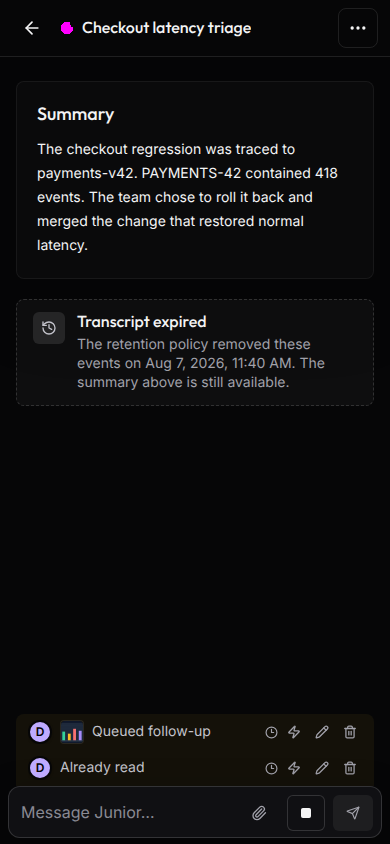 Checkout latency triage
Summary
The checkout regression was traced to
payments-v42. PAYMENTS-42 contained 418
events. The team chose to roll it back and
merged the change that restored normal
latency.
Transcript expired
The retention policy removed these
events on Aug 7, 2026, 11:40 AM. The
summary above is still available.
D Queued follow-up
D Already read
Message Junior...